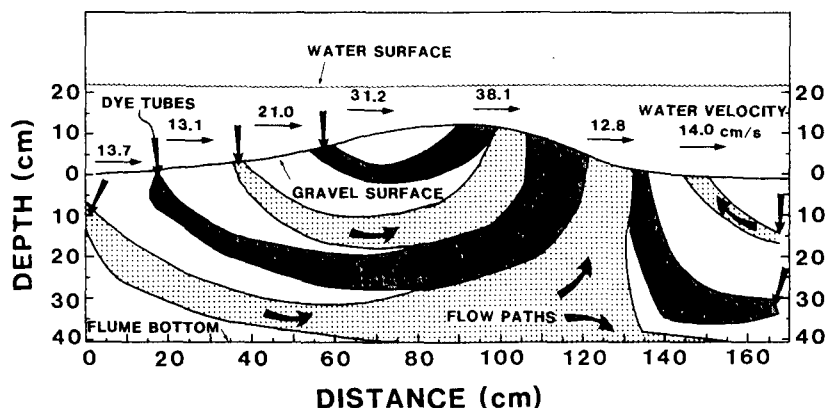 WATER SURFACE
20
20
DYE TUBES
13.1
21.0
31.2
38.1
WATER VELOCITY
10
10
13.7
12.8
14.0 cm/s
0
0
GRAVEL SURFACE
10
10
20
20
30
30
FLOW PATHS
FLUME BOTTOM
40
40
DEPTH (cm)
0 20 40 60 80 100 120 140 160
DISTANCE (cm)